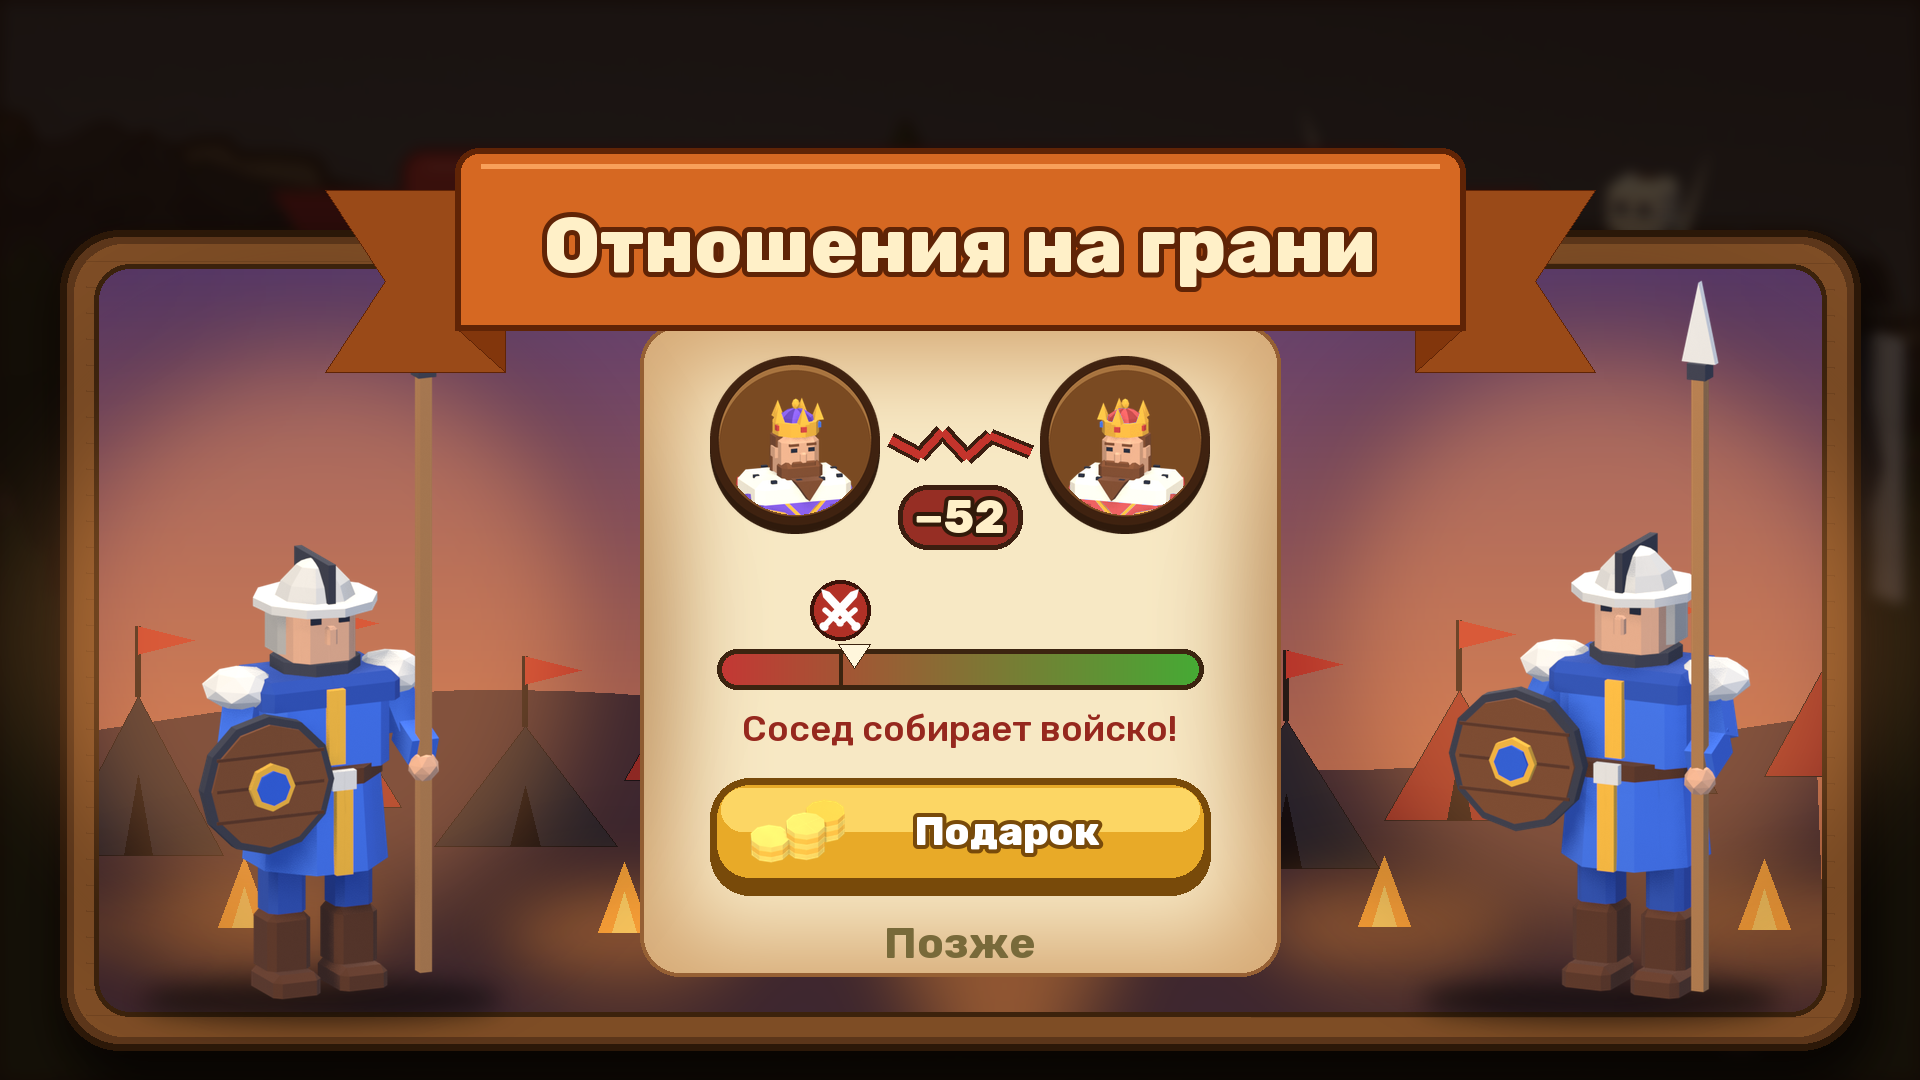 Отношения на грани
–52
Сосед собирает войско!
Подарок
Позже